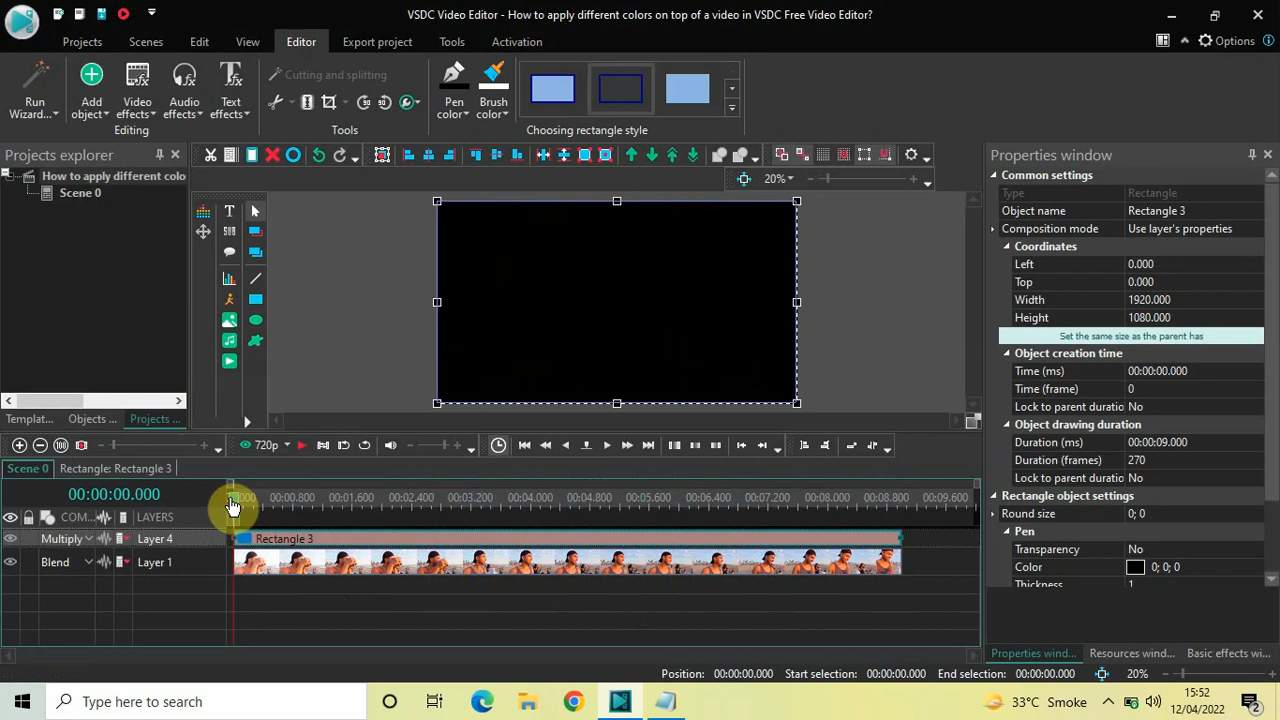 VSDC Video Editor - How to apply different colors on top of a video in VSDC Free Video Editor?
Projects
Scenes
Edit
View
Editor
Export project
Tools
Activation
Options
Run
Wizard...
Add
object
Video
effects
Audio
effects
Text
effects
Editing
Cutting and splitting
Tools
Pen
color
Brush
color
Choosing rectangle style
Projects explorer
How to apply different colo
Scene 0
Templat...
Objects ...
Projects ...
20%
T
Properties window
Common settings
Type Rectangle
Object name Rectangle 3
Composition mode Use layer's properties
Coordinates
Left 0.000
Top 0.000
Width 1920.000
Height 1080.000
Set the same size as the parent has
Object creation time
Time (ms) 00:00:00.000
Time (frame) 0
Lock to parent duratio No
Object drawing duration
Duration (ms) 00:00:09.000
Duration (frames) 270
Lock to parent duratio No
Rectangle object settings
Round size 0; 0
Pen
Transparency No
Color 0; 0; 0
Thickness 1
Properties wind...
Resources wind...
Basic effects wi...
720p
Scene 0
Rectangle: Rectangle 3
00:00:00.000
000 00:00.800 00:01.600 00:02.400 00:03.200 00:04.000 00:04.800 00:05.600 00:06.400 00:07.200 00:08.000 00:08.800 00:09.600
COM...
LAYERS
Multiply
Layer 4
Rectangle 3
Blend
Layer 1
Position: 00:00:00.000 Start selection: 00:00:00.000 End selection: 00:00:00.000 20%
Type here to search
33°C Smoke
15:52
12/04/2022
2